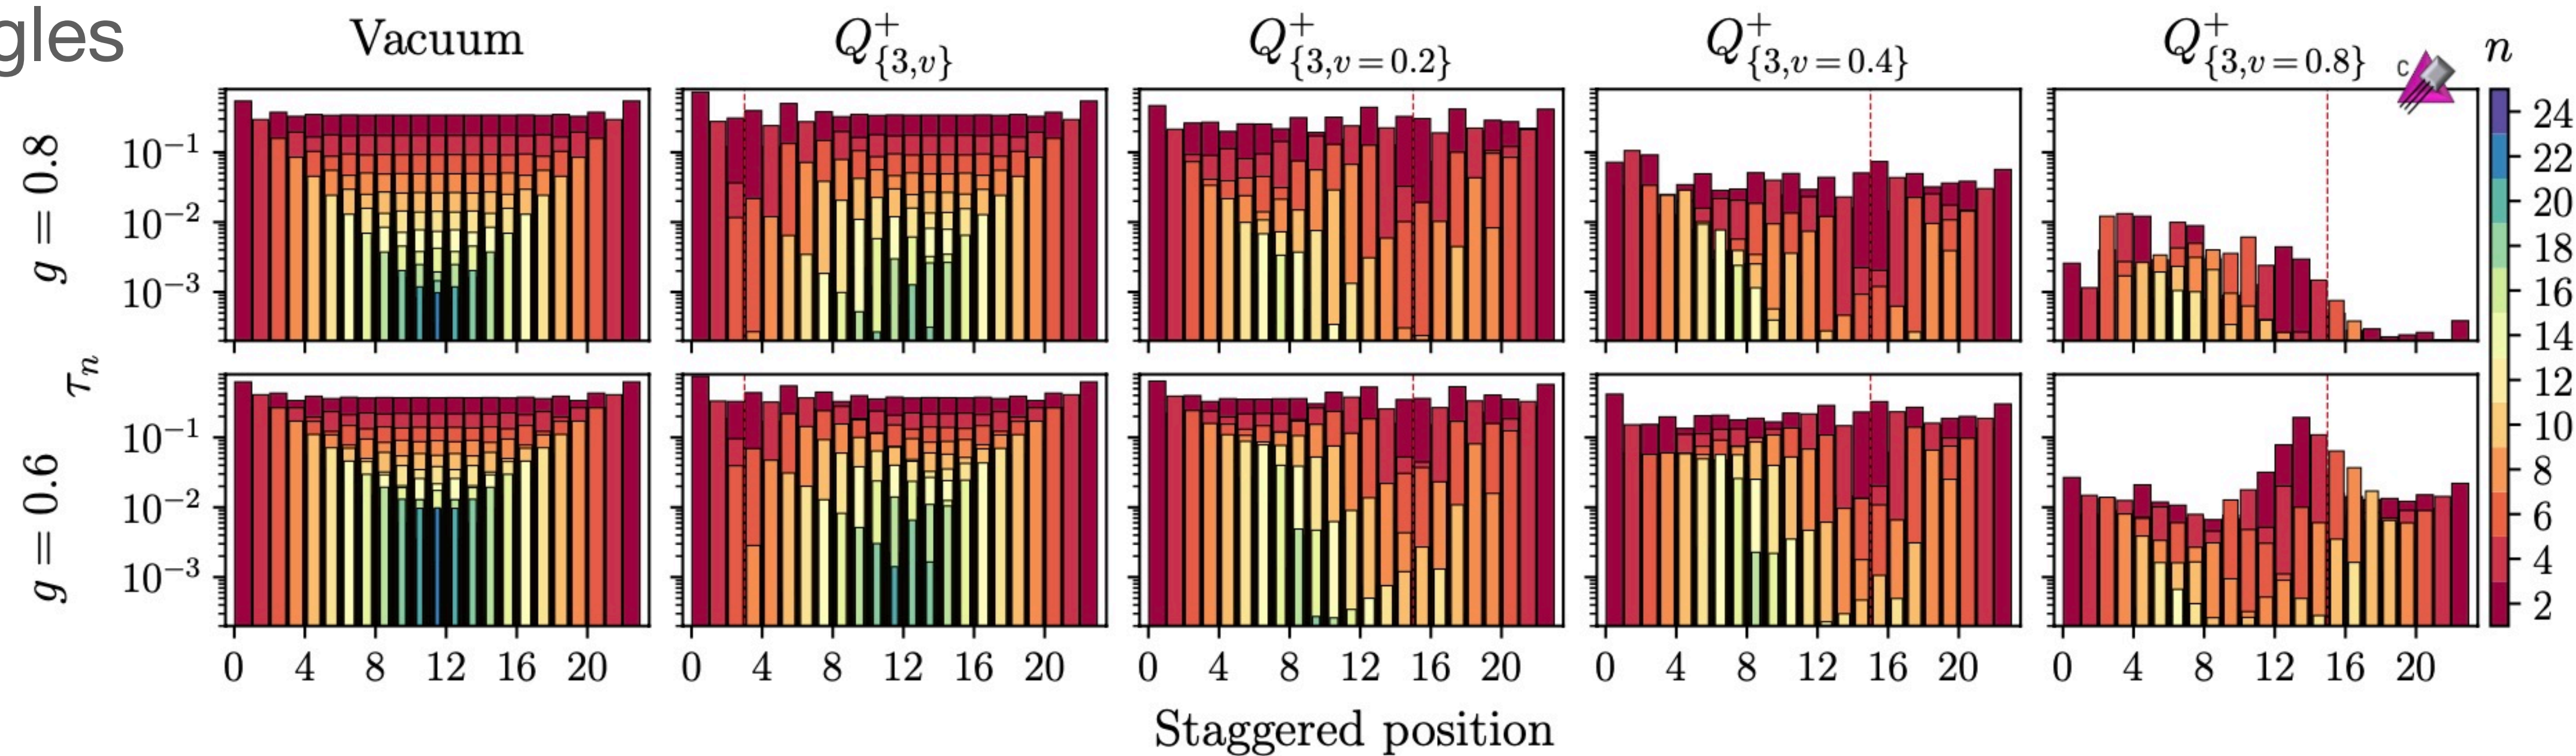 gles
Vacuum
Q⁺_{3,v}
Q⁺_{3,v=0.2}
Q⁺_{3,v=0.4}
Q⁺_{3,v=0.8}
C
n
g = 0.8
10⁻¹
10⁻²
10⁻³
τₙ
g = 0.6
10⁻¹
10⁻²
10⁻³
0 4 8 12 16 20
0 4 8 12 16 20
0 4 8 12 16 20
0 4 8 12 16 20
0 4 8 12 16 20
24
22
20
18
16
14
12
10
8
6
4
2
Staggered position